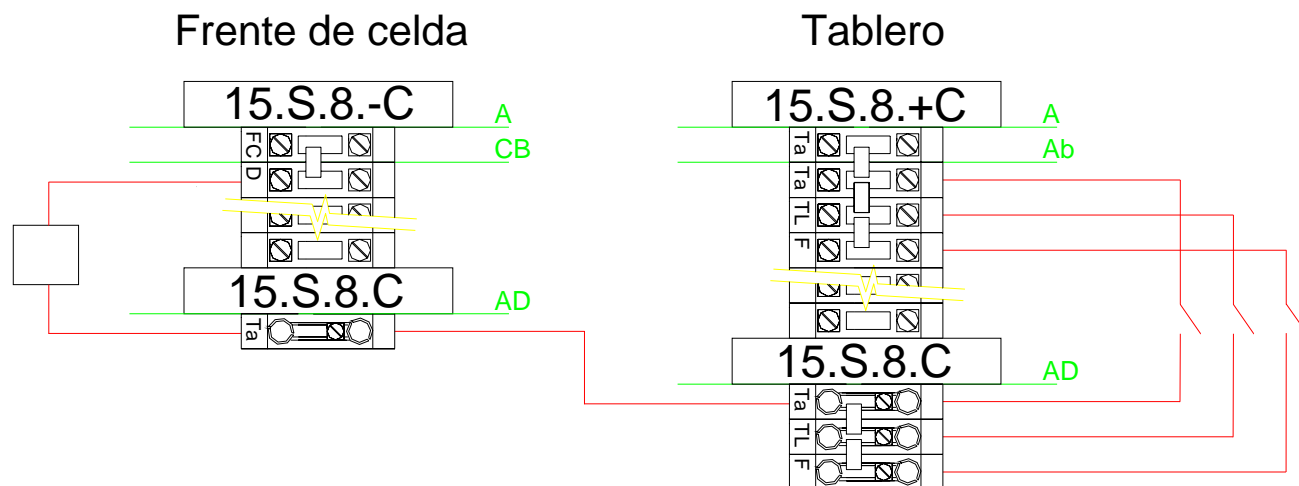 Frente de celda
Tablero
15.S.8.-C
A
FC
CB
D
15.S.8.C
AD
Ta
15.S.8.+C
A
Ta
Ab
Ta
TL
F
15.S.8.C
AD
Ta
TL
F